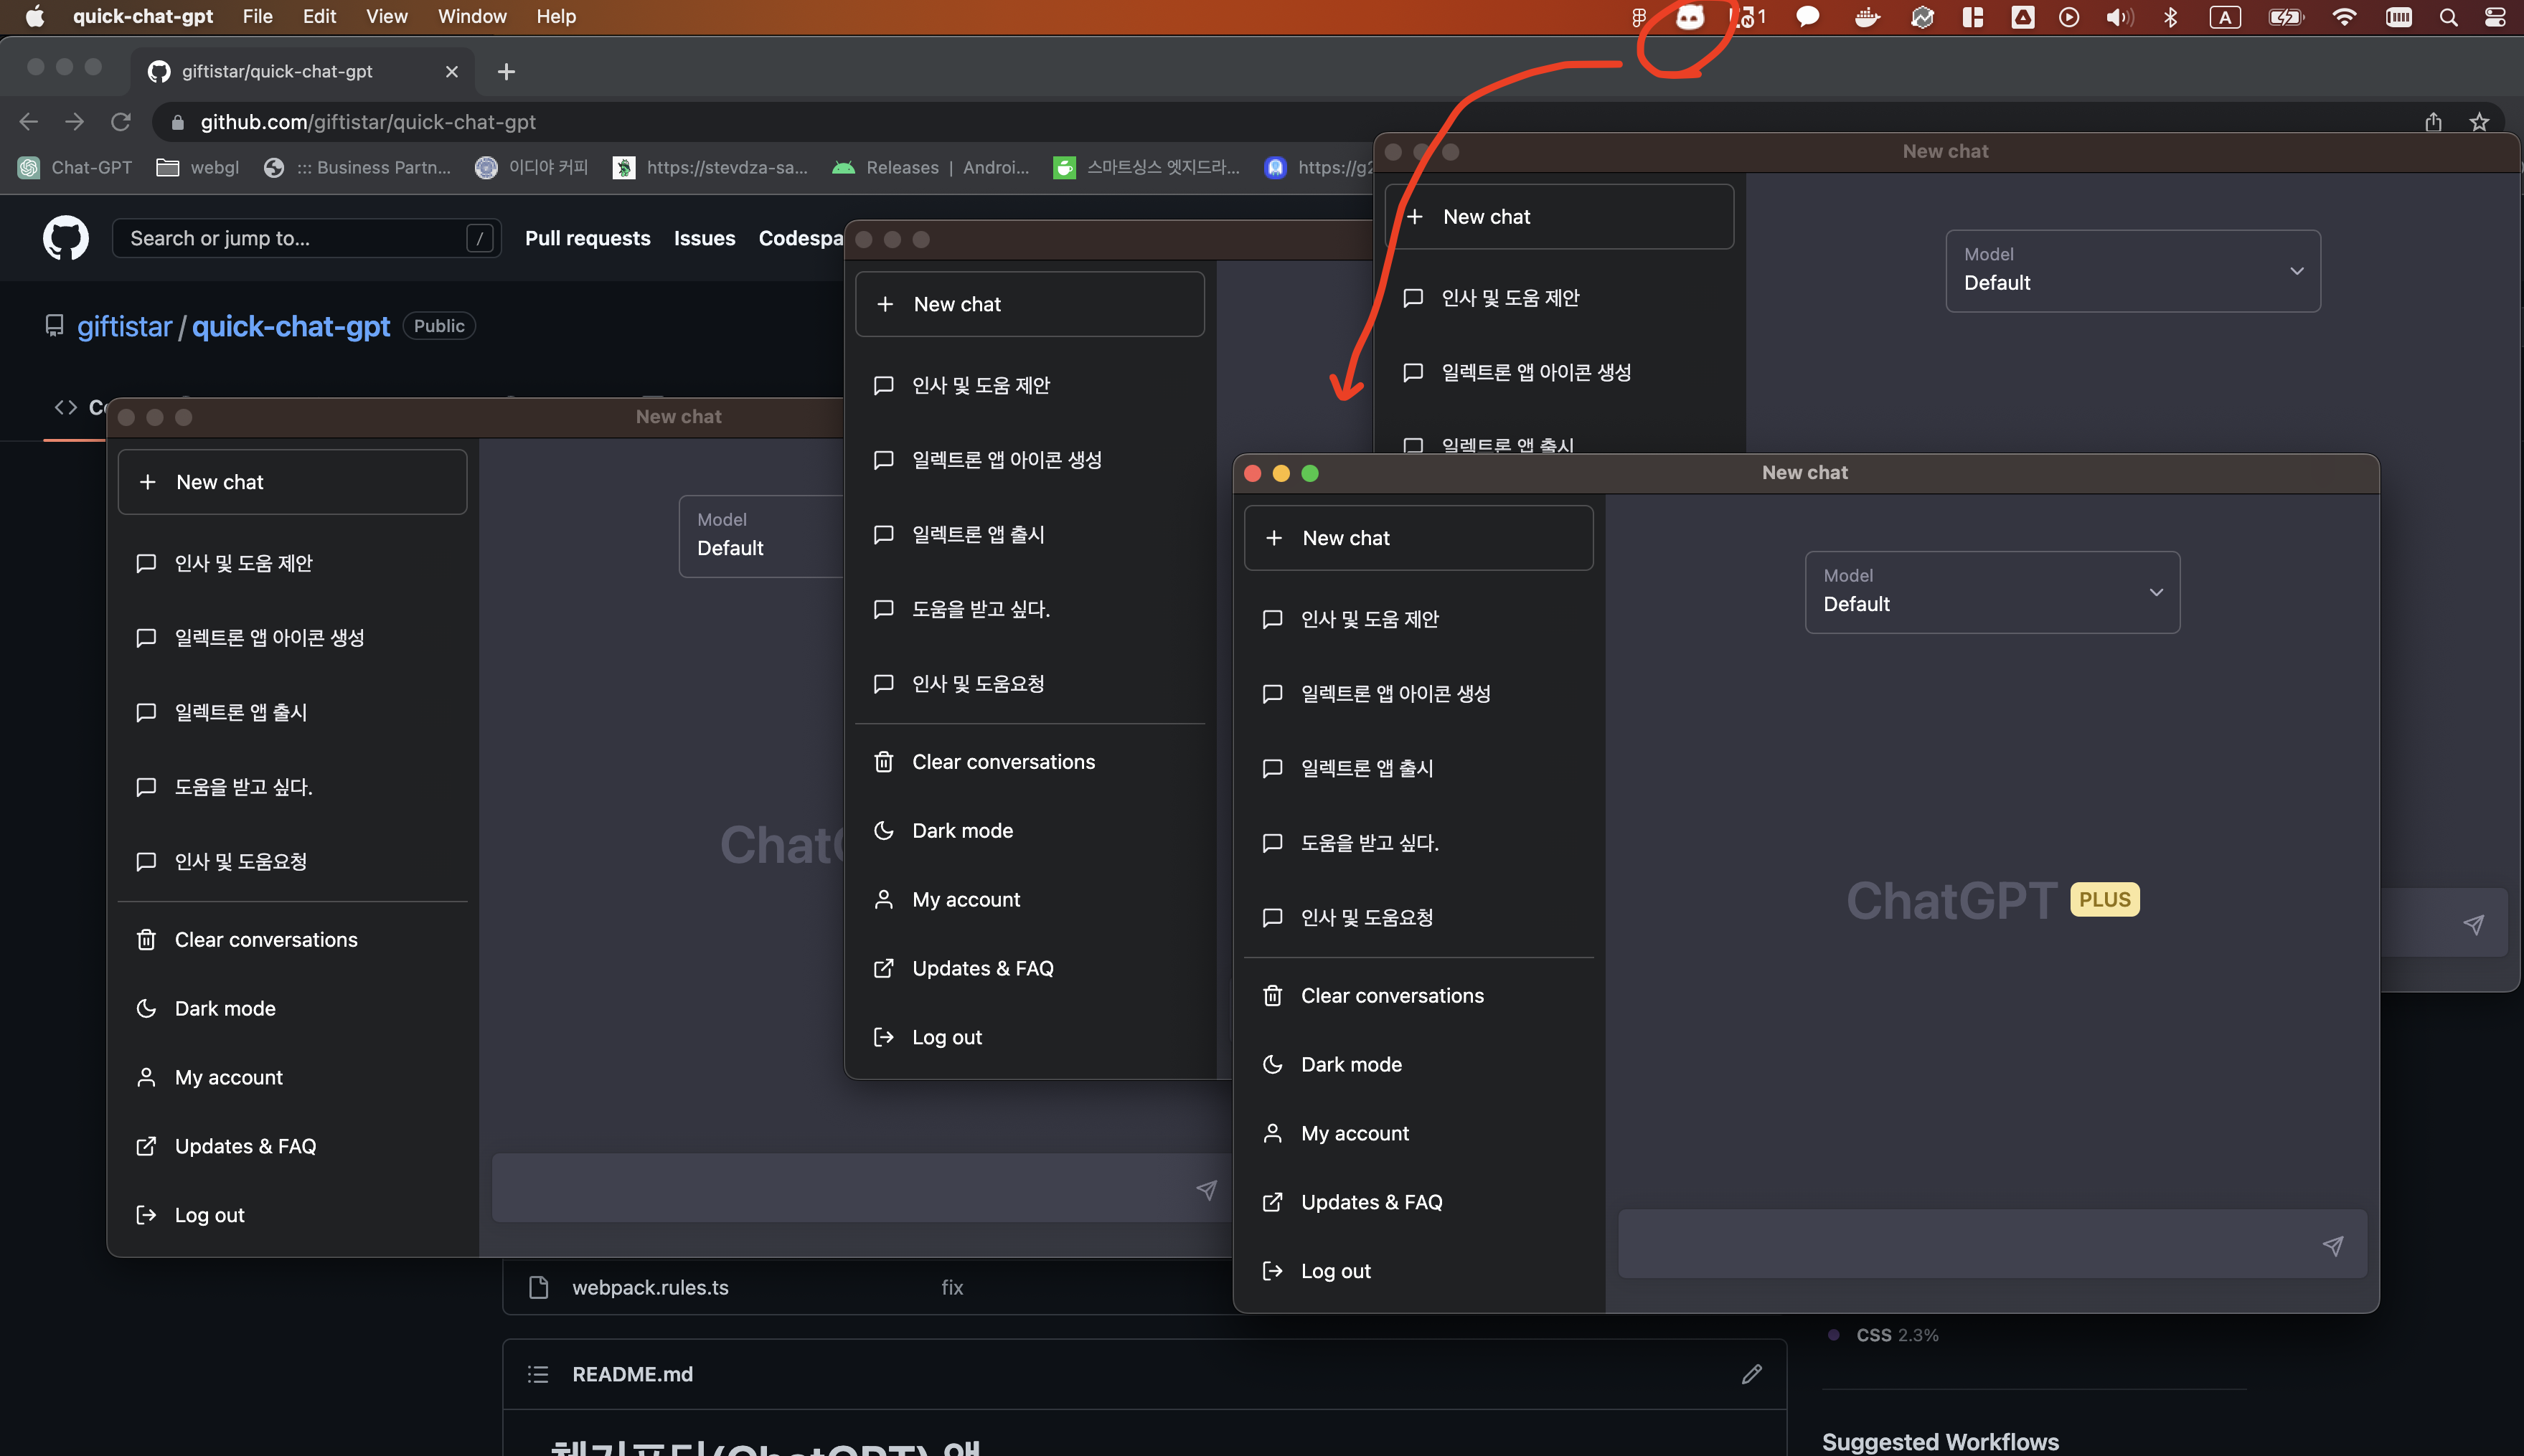 quick-chat-gpt File Edit View Window Help
1
A
giftistar/quick-chat-gpt
github.com/giftistar/quick-chat-gpt
Chat-GPT webgl ::: Business Partn... 이디야 커피 https://stevdza-sa... Releases | Androi... 스마트싱스 엣지드라... https://g2
Search or jump to... /
Pull requests Issues Codespa
giftistar / quick-chat-gpt Public
New chat
New chat
인사 및 도움 제안
일렉트론 앱 아이콘 생성
일렉트론 앱 출시
Model
Default
New chat
인사 및 도움 제안
일렉트론 앱 아이콘 생성
일렉트론 앱 출시
도움을 받고 싶다.
인사 및 도움요청
Clear conversations
Dark mode
My account
Updates & FAQ
Log out
New chat
New chat
인사 및 도움 제안
일렉트론 앱 아이콘 생성
일렉트론 앱 출시
도움을 받고 싶다.
인사 및 도움요청
Clear conversations
Dark mode
My account
Updates & FAQ
Log out
Model
Default
Chat
New chat
New chat
인사 및 도움 제안
일렉트론 앱 아이콘 생성
일렉트론 앱 출시
도움을 받고 싶다.
인사 및 도움요청
Clear conversations
Dark mode
My account
Updates & FAQ
Log out
Model
Default
ChatGPT PLUS
webpack.rules.ts fix
README.md
CSS 2.3%
Suggested Workflows